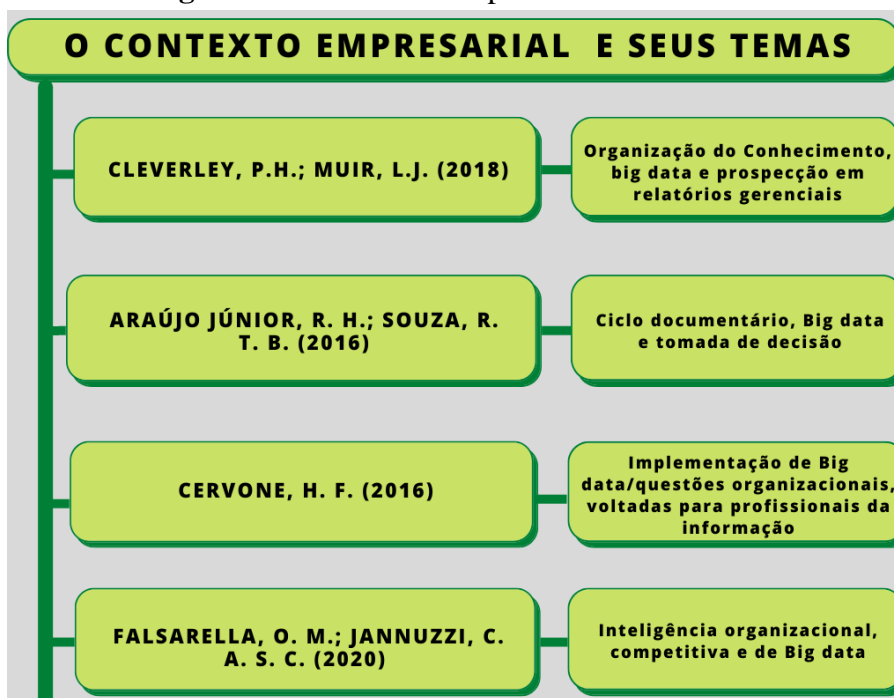 O CONTEXTO EMPRESARIAL E SEUS TEMAS
CLEVERLEY, P.H.; MUIR, L.J. (2018)
Organização do Conhecimento,
big data e prospecção em
relatórios gerenciais
ARAÚJO JÚNIOR, R. H.; SOUZA, R.
T. B. (2016)
Ciclo documentário, Big data
e tomada de decisão
CERVONE, H. F. (2016)
Implementação de Big
data/questões organizacionais,
voltadas para profissionais da
informação
FALSARELLA, O. M.; JANNUZZI, C.
A. S. C. (2020)
Inteligência organizacional,
competitiva e de Big data